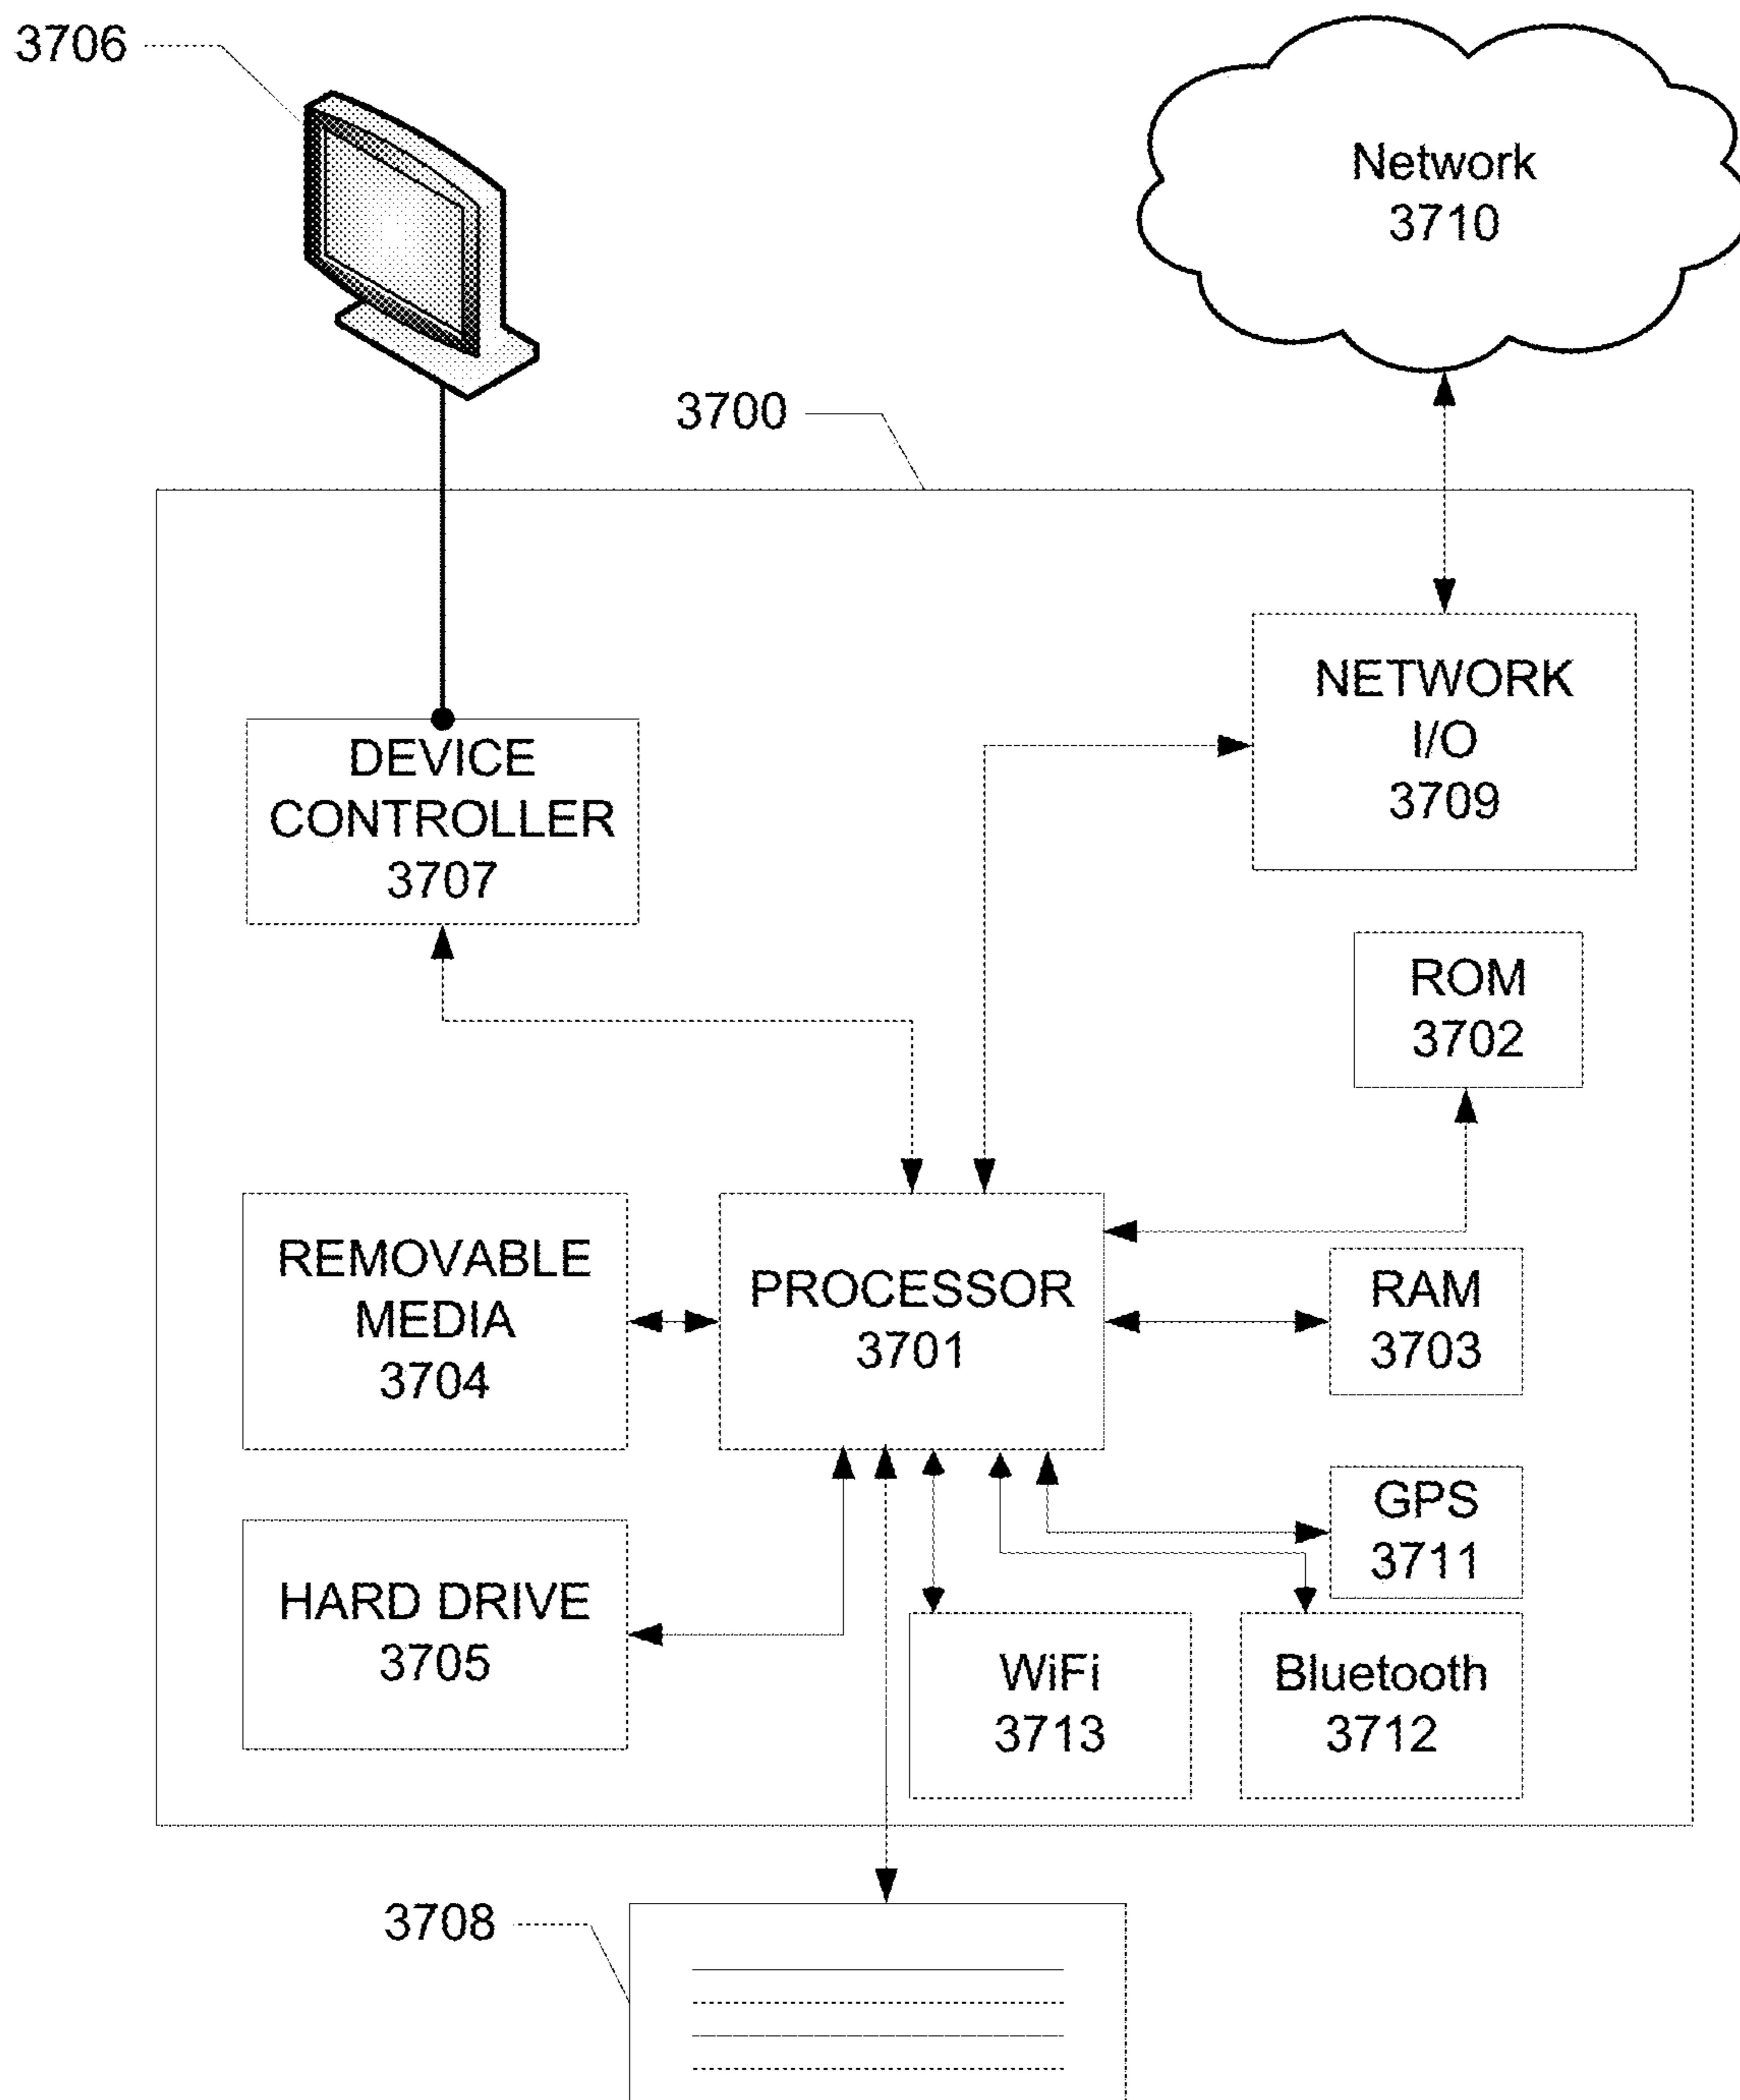 3706
Network
3710
3700
NETWORK
I/O
3709
DEVICE
CONTROLLER
3707
ROM
3702
REMOVABLE
MEDIA
3704
PROCESSOR
3701
RAM
3703
GPS
3711
HARD DRIVE
3705
WiFi
3713
Bluetooth
3712
3708